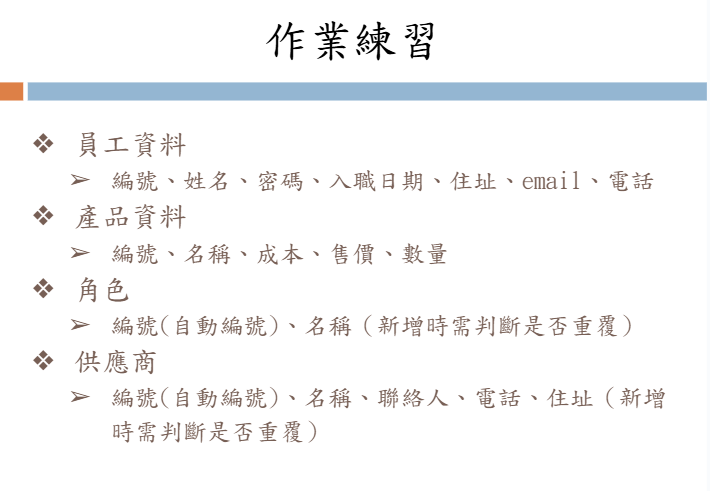 作業練習
❖ 員工資料
➢ 編號、姓名、密碼、入職日期、住址、email、電話
❖ 產品資料
➢ 編號、名稱、成本、售價、數量
❖ 角色
➢ 編號(自動編號)、名稱（新增時需判斷是否重覆）
❖ 供應商
➢ 編號(自動編號)、名稱、聯絡人、電話、住址（新增
時需判斷是否重覆）